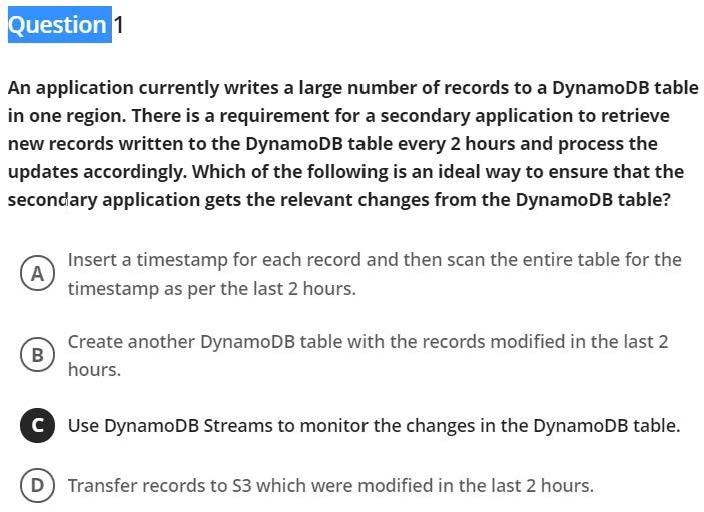 Question 1
An application currently writes a large number of records to a DynamoDB table
in one region. There is a requirement for a secondary application to retrieve
new records written to the DynamoDB table every 2 hours and process the
updates accordingly. Which of the following is an ideal way to ensure that the
secondary application gets the relevant changes from the DynamoDB table?
A Insert a timestamp for each record and then scan the entire table for the
timestamp as per the last 2 hours.
B Create another DynamoDB table with the records modified in the last 2
hours.
C Use DynamoDB Streams to monitor the changes in the DynamoDB table.
D Transfer records to S3 which were modified in the last 2 hours.